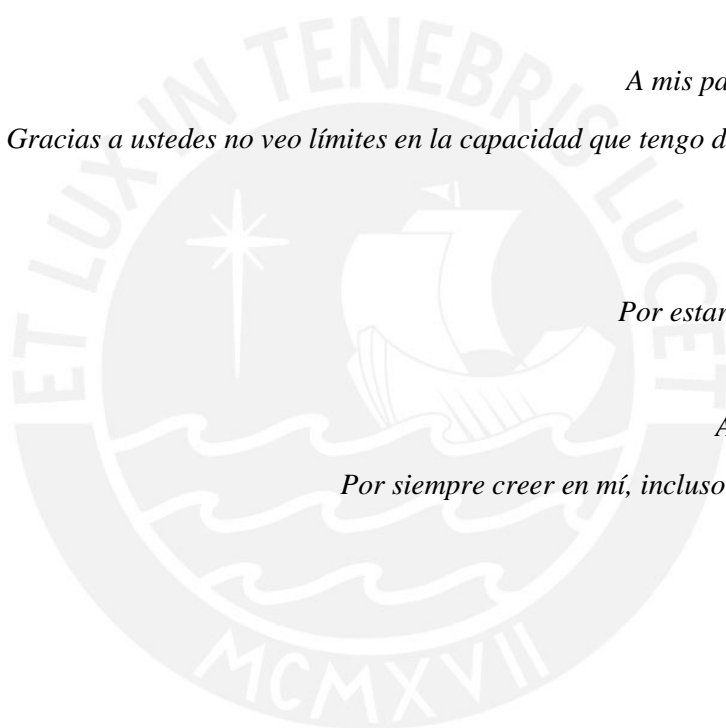 ET LUX IN TENEBRIS LUCET
A mis pa
Gracias a ustedes no veo límites en la capacidad que tengo d
Por estar
A
Por siempre creer en mí, incluso
MCMXVII